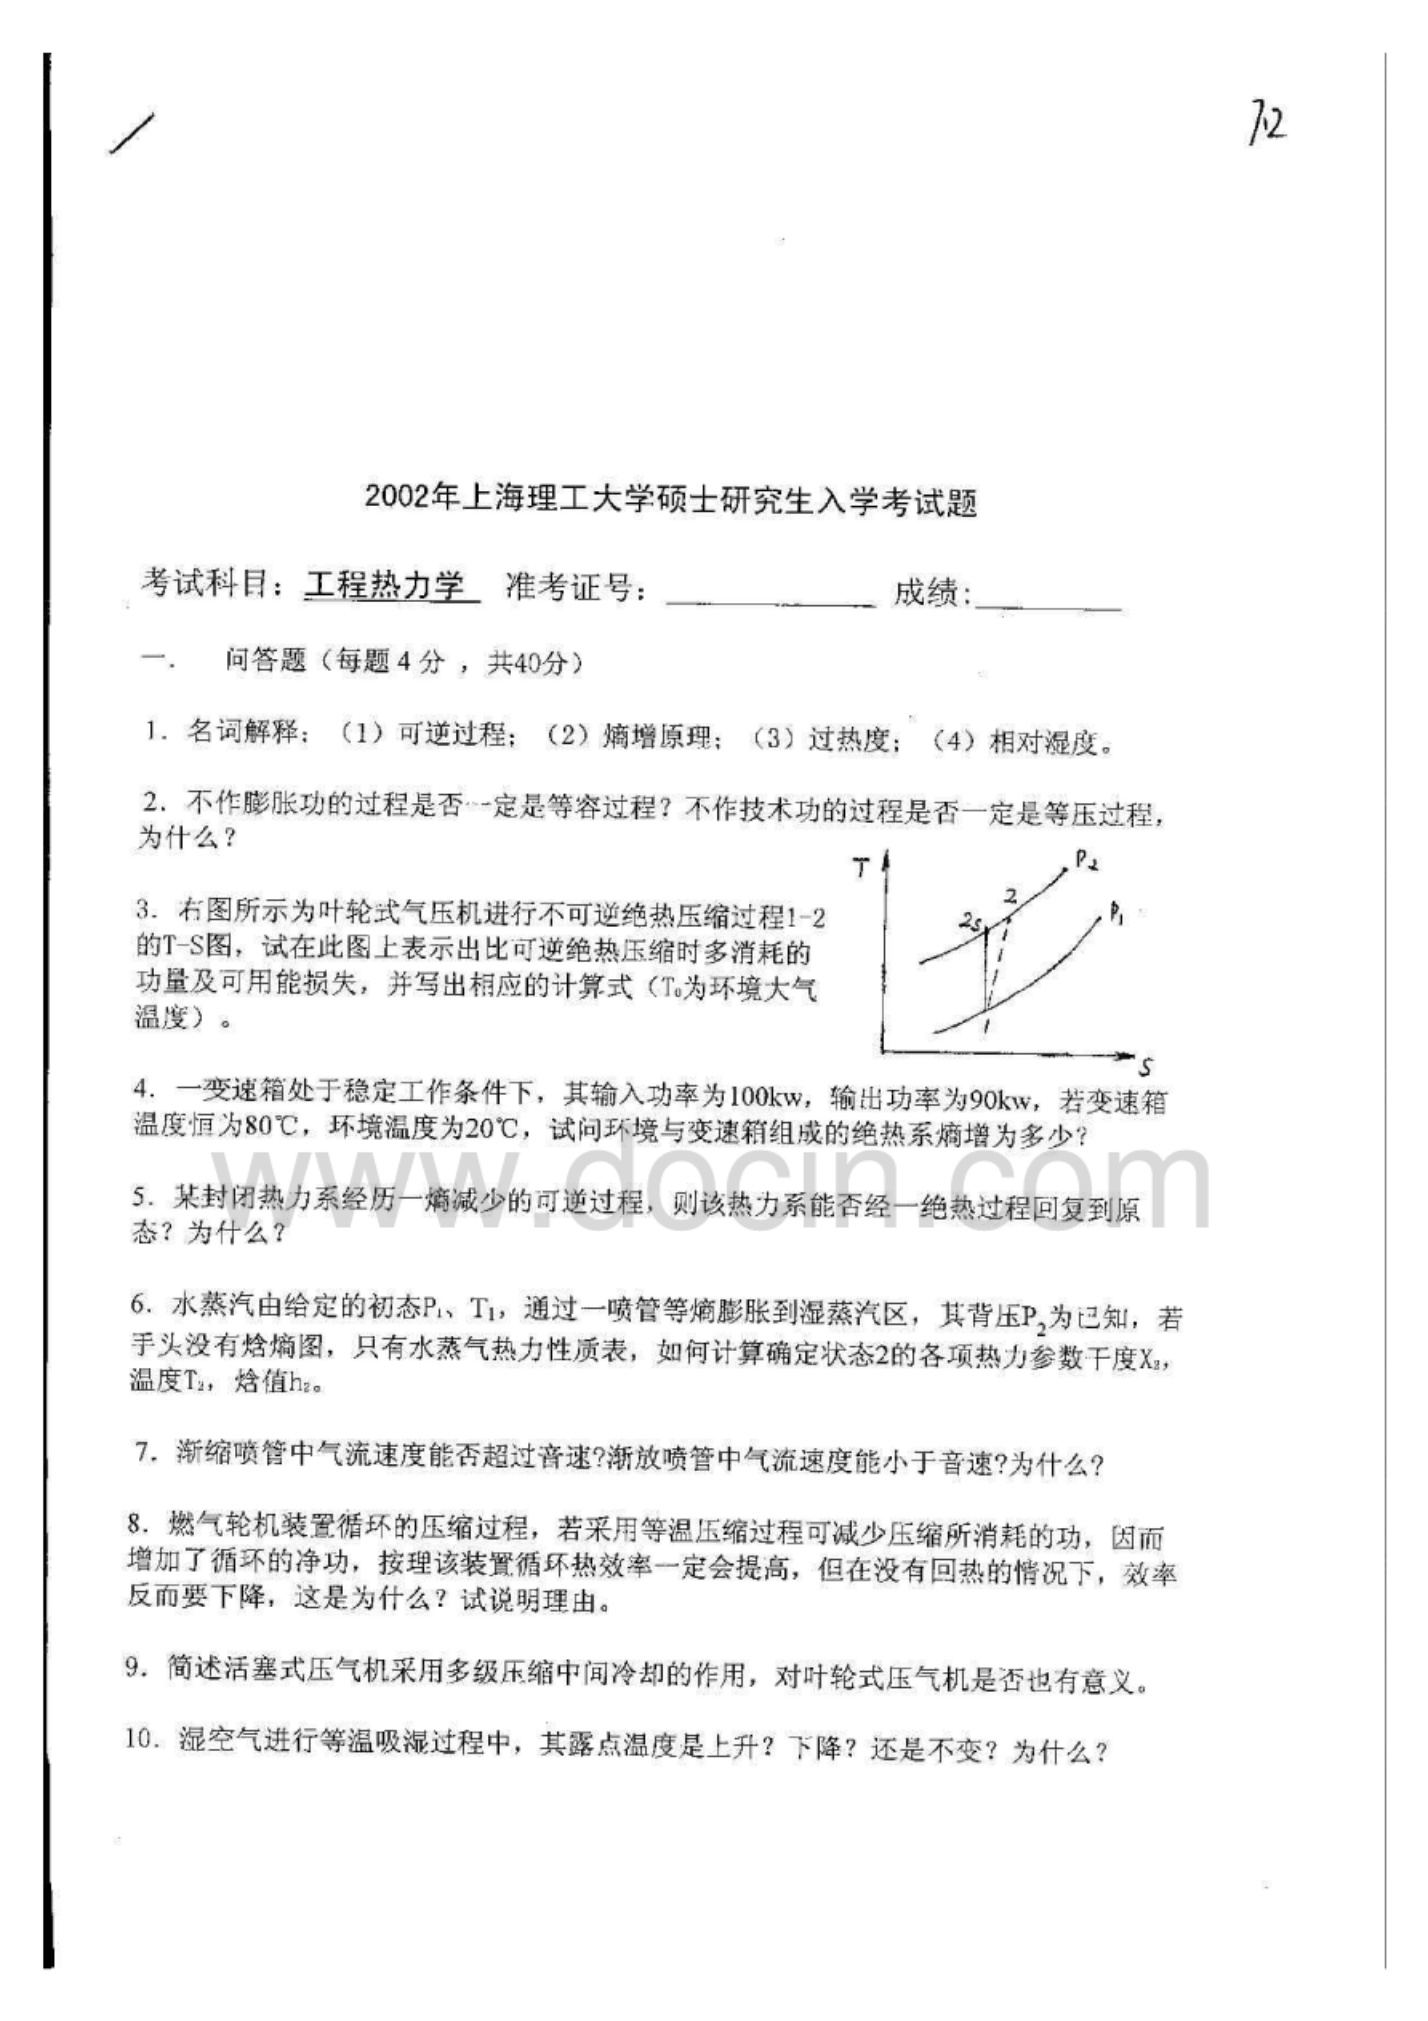 72
2002年上海理工大学硕士研究生入学考试题
考试科目：工程热力学 准考证号：________ 成绩:________
一. 问答题（每题4分，共40分）
1. 名词解释；（1）可逆过程；（2）熵增原理；（3）过热度；（4）相对湿度。
2. 不作膨胀功的过程是否一定是等容过程？不作技术功的过程是否一定是等压过程，
为什么？
3. 右图所示为叶轮式气压机进行不可逆绝热压缩过程1-2
的T-S图，试在此图上表示出比可逆绝热压缩时多消耗的
功量及可用能损失，并写出相应的计算式（T₀为环境大气
温度）。
T
P₂
2
2s
P₁
1
S
4. 一变速箱处于稳定工作条件下，其输入功率为100kw，输出功率为90kw，若变速箱
温度恒为80℃，环境温度为20℃，试问环境与变速箱组成的绝热系熵增为多少？
www.docin.com
5. 某封闭热力系经历一熵减少的可逆过程，则该热力系能否经一绝热过程回复到原
态？为什么？
6. 水蒸汽由给定的初态P₁、T₁，通过一喷管等熵膨胀到湿蒸汽区，其背压P₂为已知，若
手头没有焓熵图，只有水蒸气热力性质表，如何计算确定状态2的各项热力参数干度X₂，
温度T₂，焓值h₂。
7. 渐缩喷管中气流速度能否超过音速?渐放喷管中气流速度能小于音速?为什么?
8. 燃气轮机装置循环的压缩过程，若采用等温压缩过程可减少压缩所消耗的功，因而
增加了循环的净功，按理该装置循环热效率一定会提高，但在没有回热的情况下，效率
反而要下降，这是为什么？试说明理由。
9. 简述活塞式压气机采用多级压缩中间冷却的作用，对叶轮式压气机是否也有意义。
10. 湿空气进行等温吸湿过程中，其露点温度是上升？下降？还是不变？为什么？